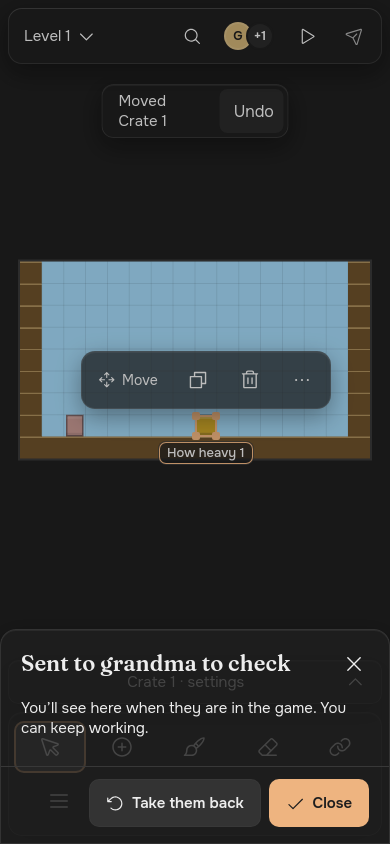 Level 1
G
+1
Moved
Crate 1
Undo
Move
How heavy 1
Sent to grandma to check
Crate 1 · settings
You'll see here when they are in the game. You
can keep working.
Take them back
Close